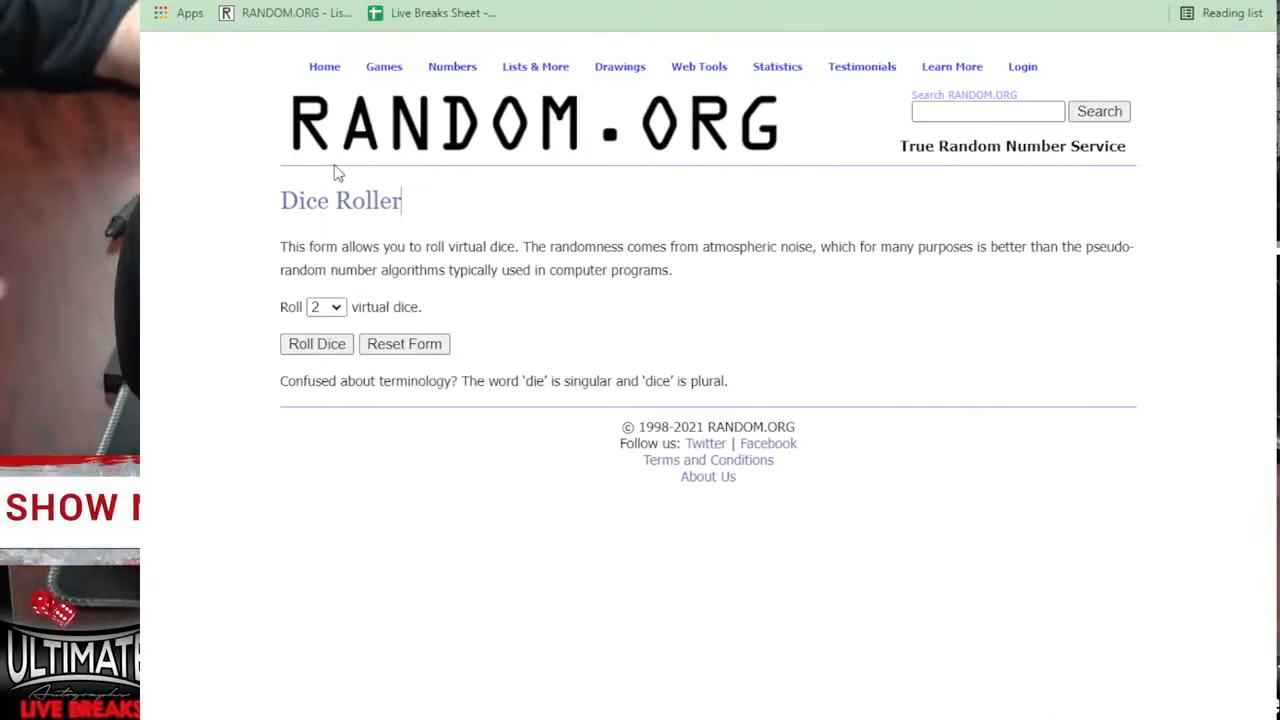 Apps RANDOM.ORG - Lis... Live Breaks Sheet -... Reading list
Home Games Numbers Lists & More Drawings Web Tools Statistics Testimonials Learn More Login
Search RANDOM.ORG
RANDOM.ORG
Search
True Random Number Service
Dice Roller
This form allows you to roll virtual dice. The randomness comes from atmospheric noise, which for many purposes is better than the pseudo-
random number algorithms typically used in computer programs.
Roll 2 virtual dice.
Roll Dice Reset Form
Confused about terminology? The word ‘die’ is singular and ‘dice’ is plural.
© 1998-2021 RANDOM.ORG
Follow us: Twitter | Facebook
Terms and Conditions
About Us
SHOW
ULTIMATE
Autographs
LIVE BREAKS